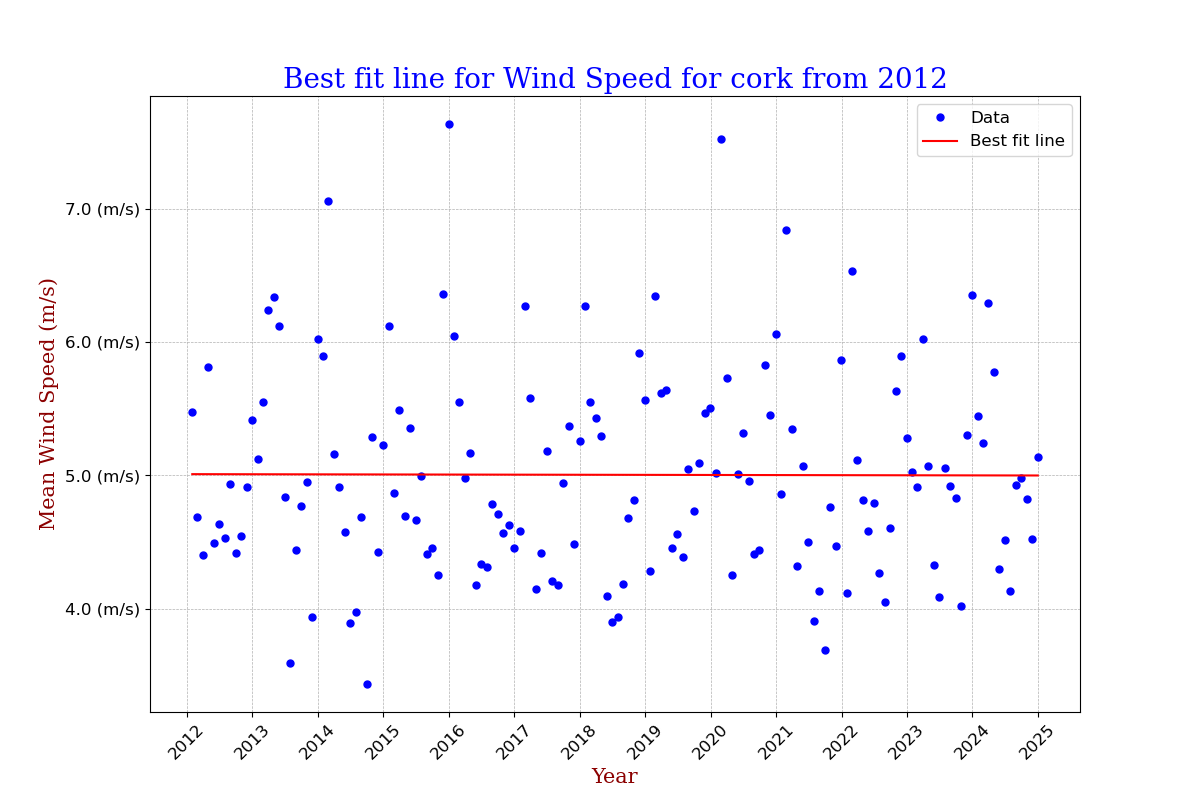 Best fit line for Wind Speed for cork from 2012
Data
Best fit line
7.0 (m/s)
6.0 (m/s)
5.0 (m/s)
4.0 (m/s)
Mean Wind Speed (m/s)
2012
2013
2014
2015
2016
2017
2018
2019
2020
2021
2022
2023
2024
2025
Year